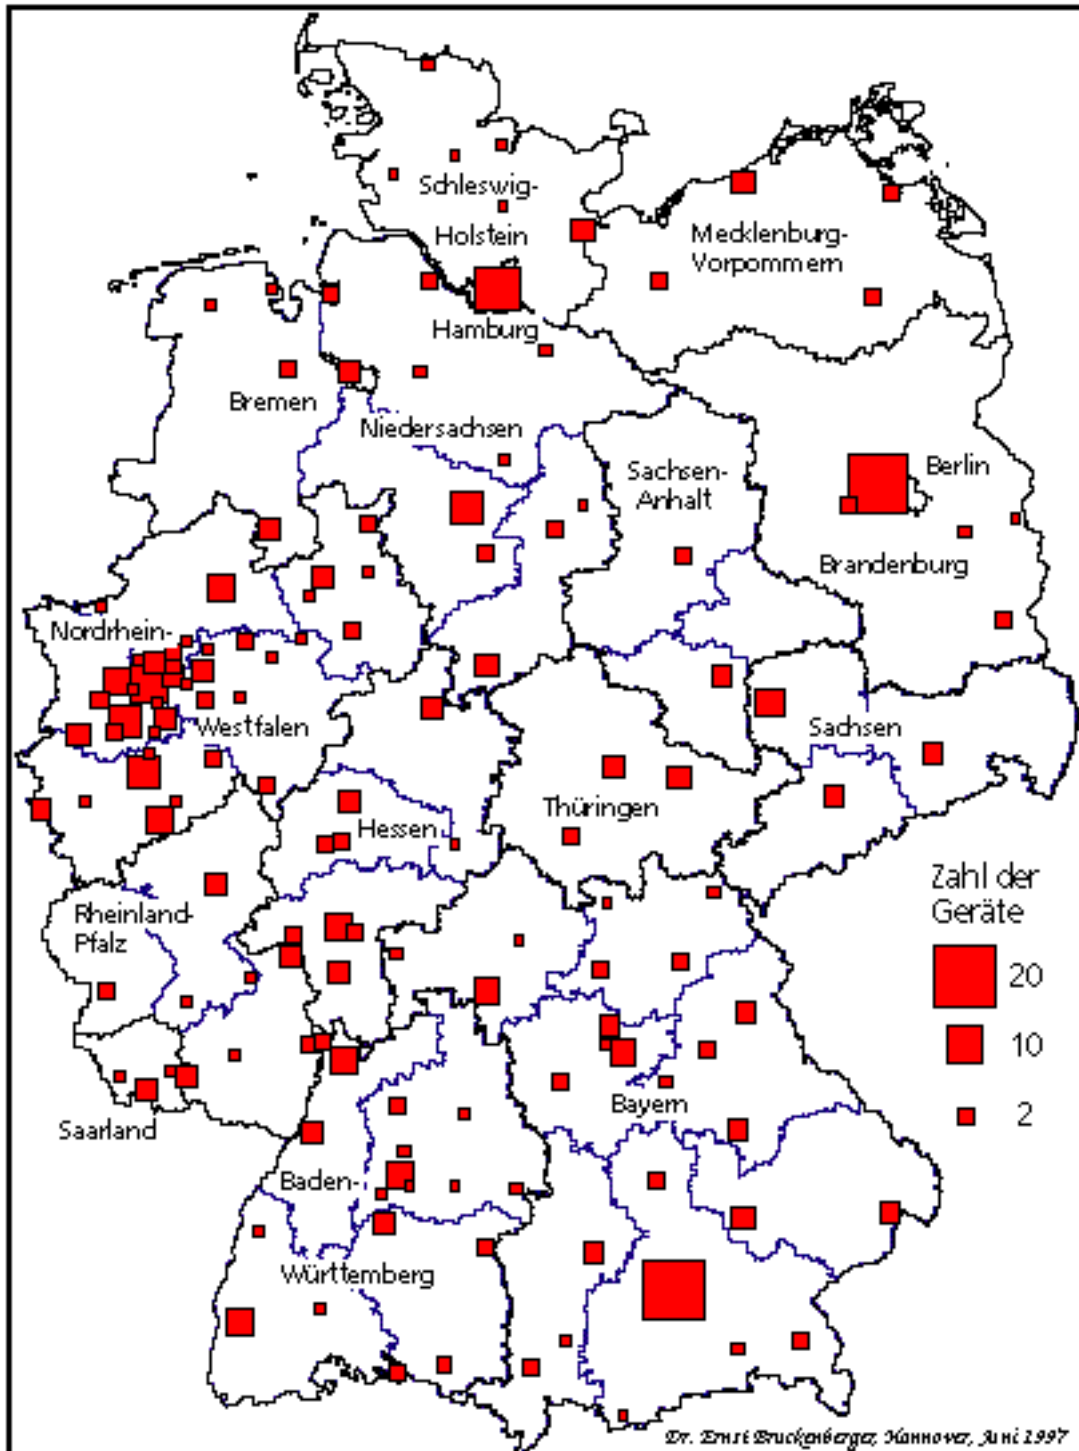 Schleswig-
Holstein
Mecklenburg-
Vorpommern
Hamburg
Bremen
Niedersachsen
Sachsen-
Anhalt
Berlin
Brandenburg
Nordrhein-
Westfalen
Sachsen
Thüringen
Hessen
Rheinland-
Pfalz
Zahl der
Geräte
20
10
2
Saarland
Bayern
Baden-
Württemberg
Dr. Ernst Bruckenberger, Hannover, Juni 1997